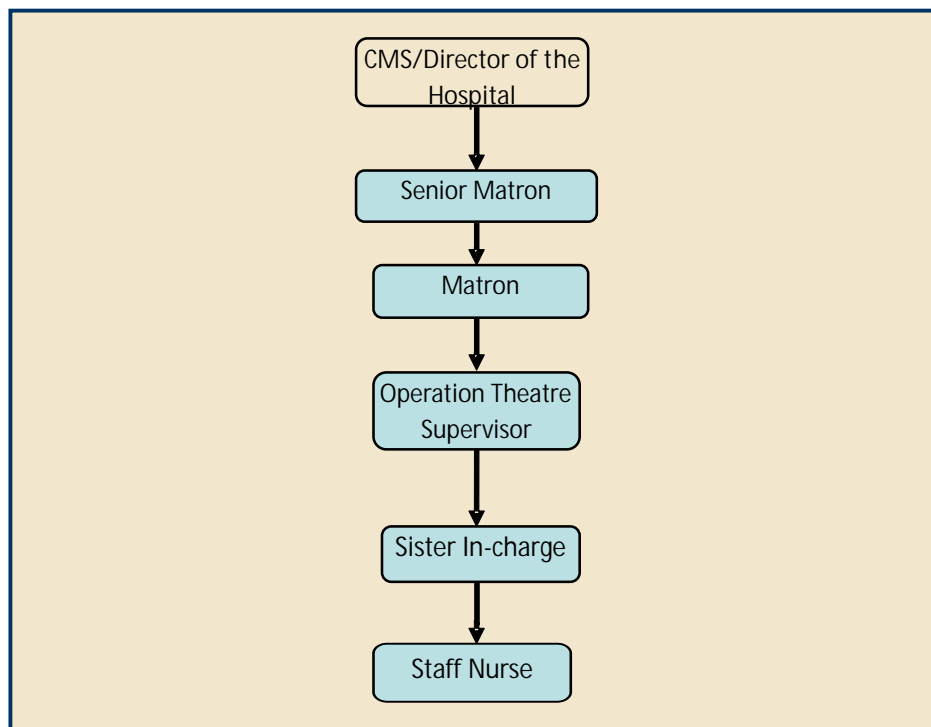 CMS/Director of the
Hospital
Senior Matron
Matron
Operation Theatre
Supervisor
Sister In-charge
Staff Nurse